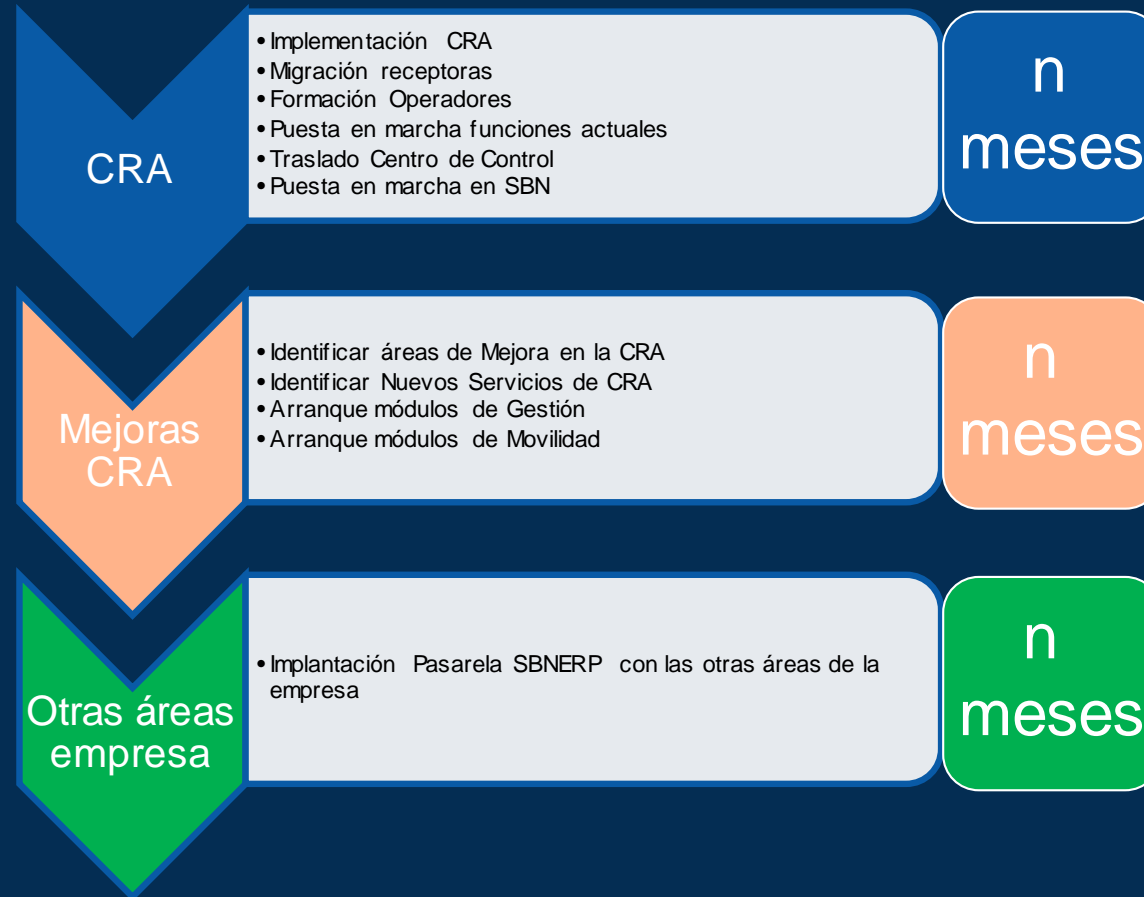 CRA
• Implementación CRA
• Migración receptoras
• Formación Operadores
• Puesta en marcha funciones actuales
• Traslado Centro de Control
• Puesta en marcha en SBN
n
meses
Mejoras
CRA
• Identificar áreas de Mejora en la CRA
• Identificar Nuevos Servicios de CRA
• Arranque módulos de Gestión
• Arranque módulos de Movilidad
n
meses
Otras áreas
empresa
• Implantación Pasarela SBNERP con las otras áreas de la
empresa
n
meses